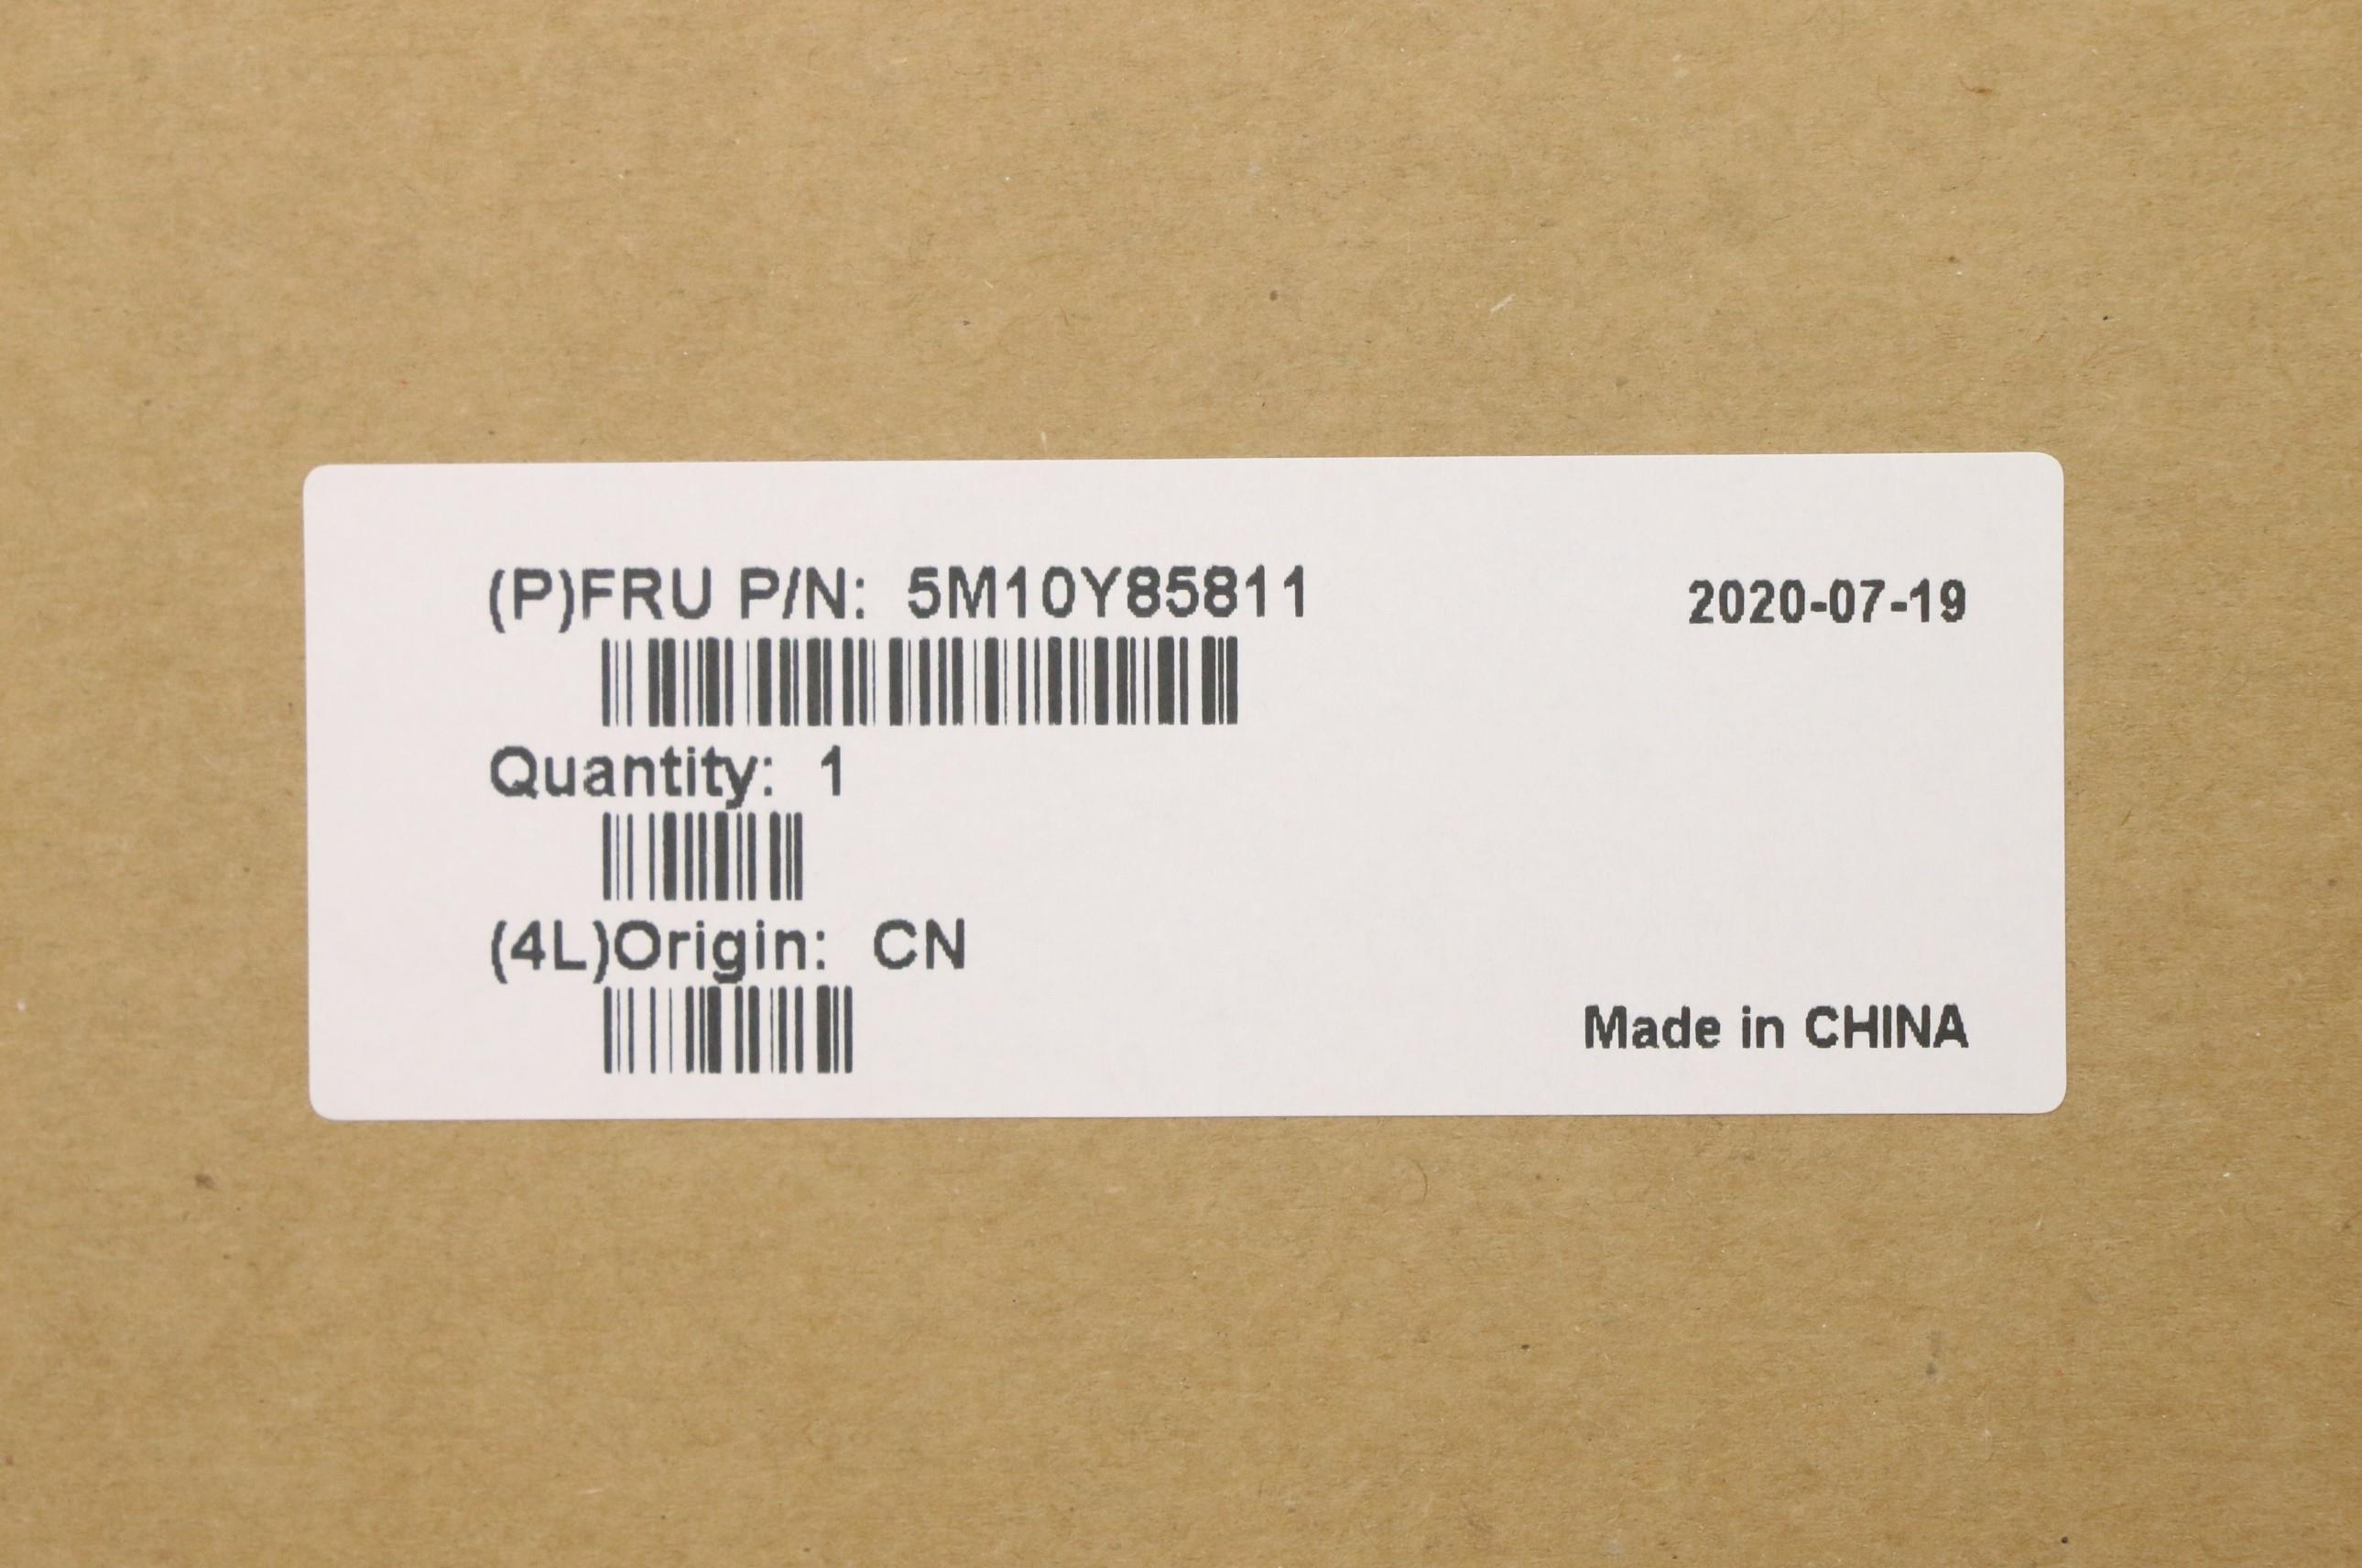 (P)FRU P/N: 5M10Y85811
2020-07-19
Quantity: 1
(4L)Origin: CN
Made in CHINA